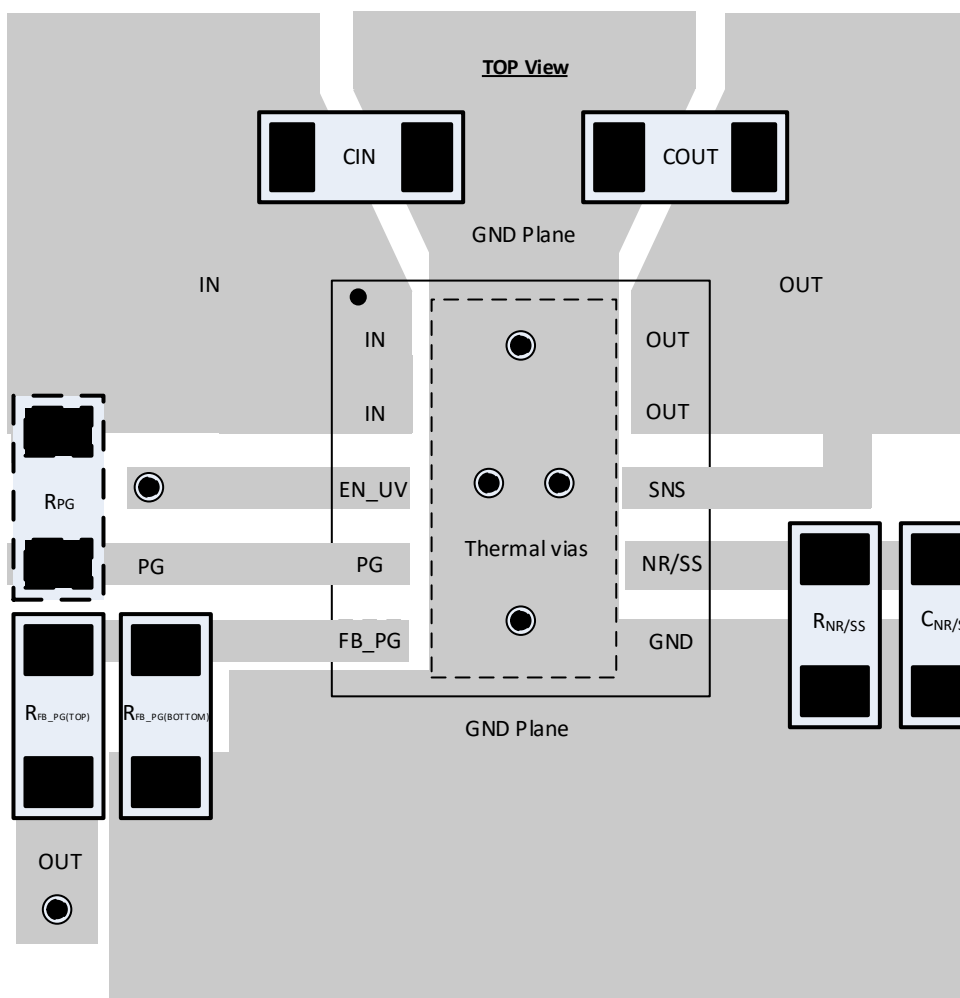 TOP View
CIN
COUT
GND Plane
IN
OUT
IN
OUT
IN
OUT
EN_UV
SNS
RPG
Thermal vias
PG
PG
NR/SS
RNR/SS
CNR/S
FB_PG
GND
RFB_PG(TOP)
RFB_PG(BOTTOM)
GND Plane
OUT